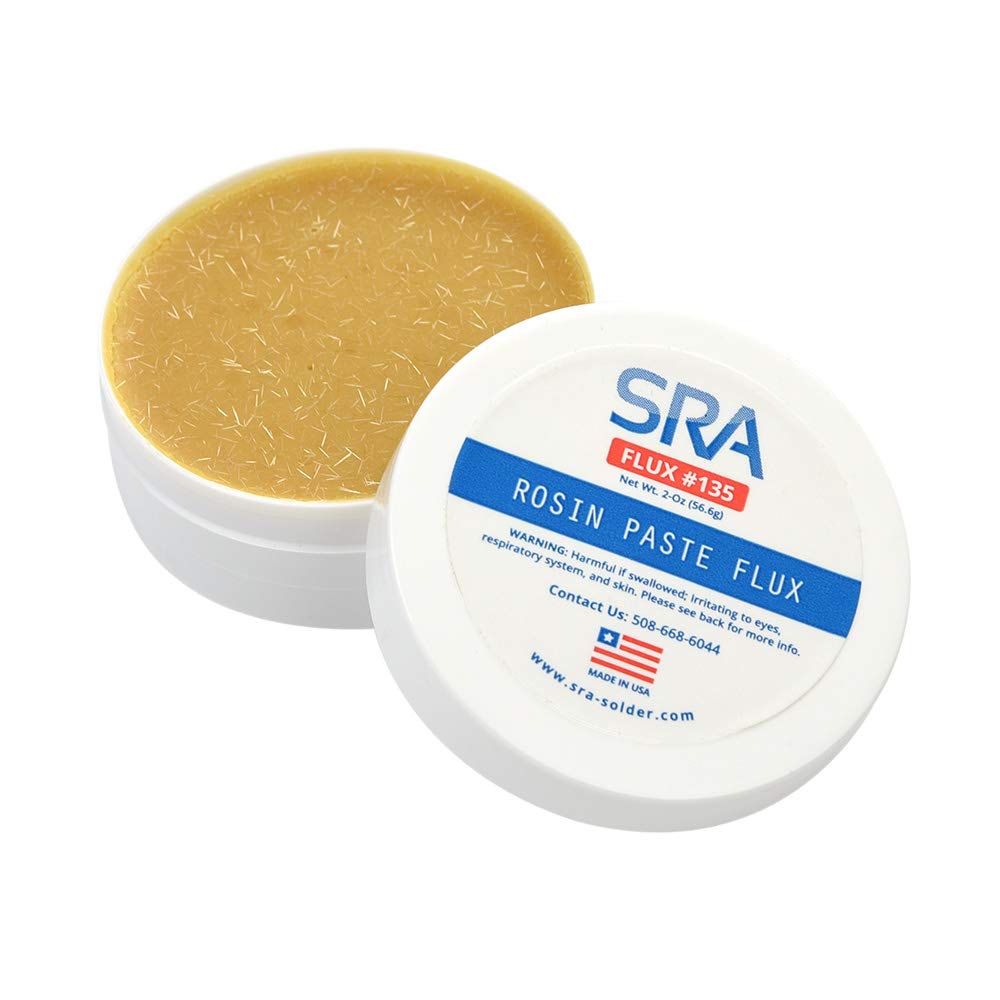 SRA
FLUX #135
Net Wt. 2-Oz (56.6g)
ROSIN PASTE FLUX
WARNING: Harmful if swallowed; irritating to eyes,
respiratory system, and skin. Please see back for more info.
Contact Us: 508-668-6044
MADE IN USA
www.sra-solder.com